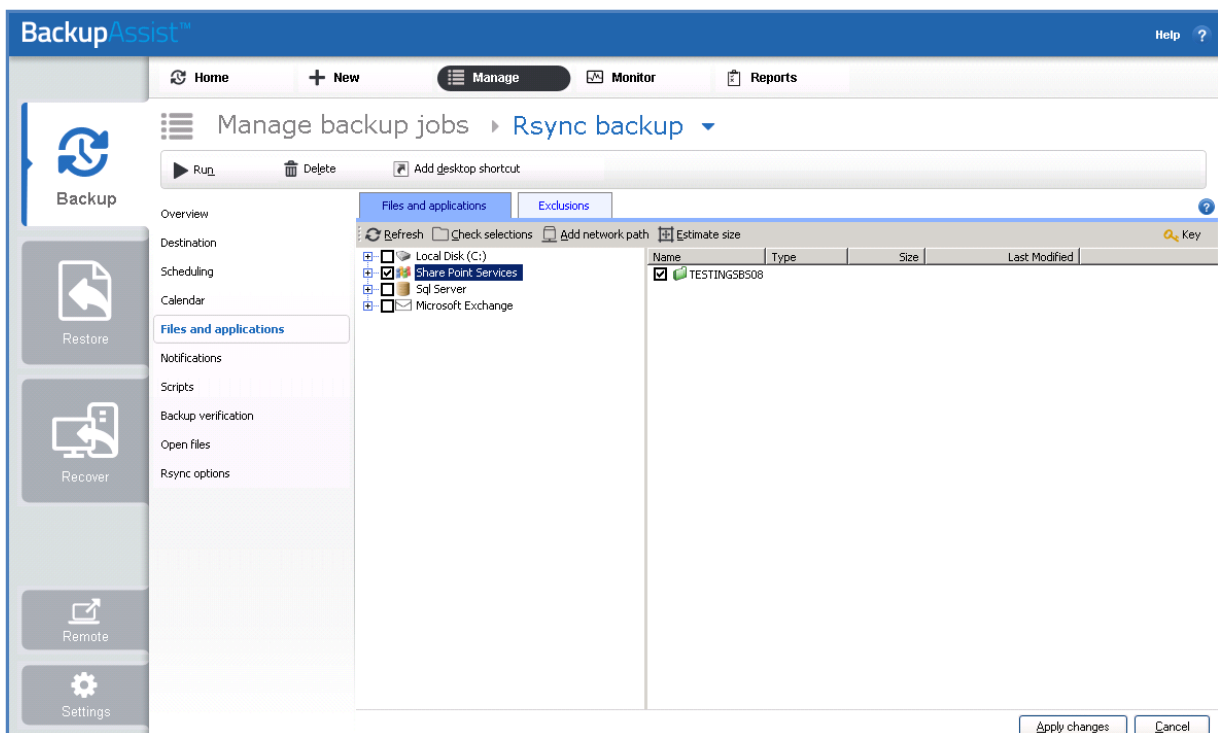 BackupAssist™
Help ?
Home New Manage Monitor Reports
Manage backup jobs Rsync backup
Run Delete Add desktop shortcut
Backup
Restore
Recover
Remote
Settings
Overview
Destination
Scheduling
Calendar
Files and applications
Notifications
Scripts
Backup verification
Open files
Rsync options
Files and applications Exclusions ?
Refresh Check selections Add network path Estimate size Key
Local Disk (C:)
Share Point Services
Sql Server
Microsoft Exchange
Name Type Size Last Modified
TESTINGSBS08
Apply changes Cancel